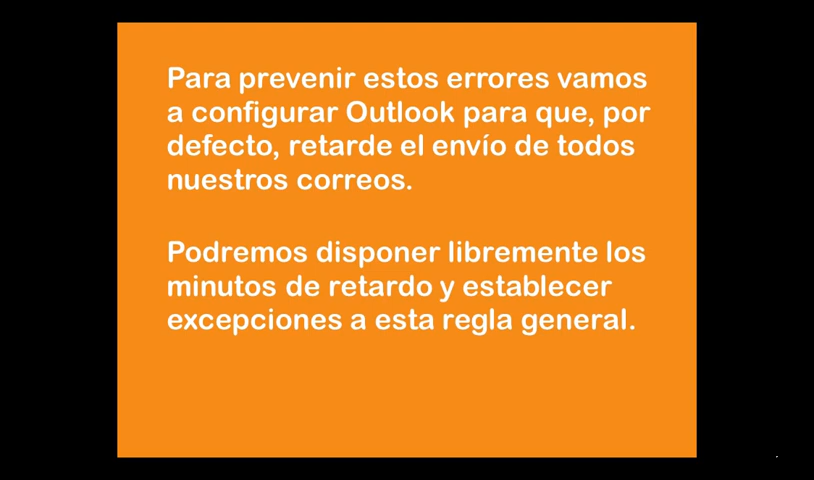 Para prevenir estos errores vamos
a configurar Outlook para que, por
defecto, retarde el envío de todos
nuestros correos.
Podremos disponer libremente los
minutos de retardo y establecer
excepciones a esta regla general.